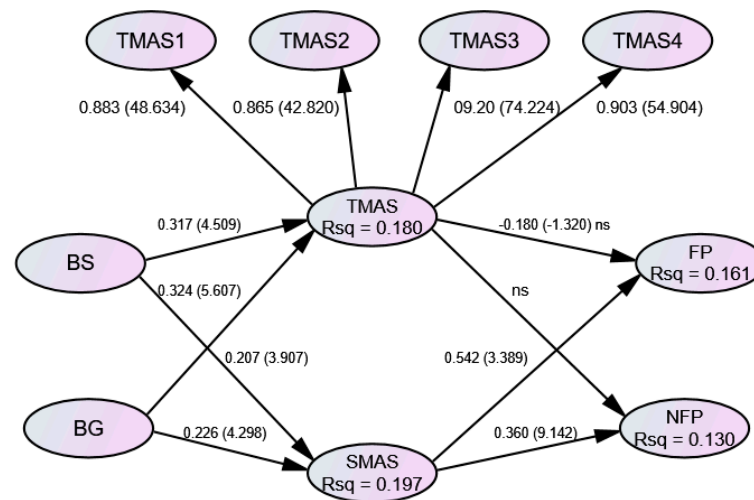 TMAS1
TMAS2
TMAS3
TMAS4
0.883 (48.634)
0.865 (42.820)
09.20 (74.224)
0.903 (54.904)
TMAS
Rsq = 0.180
0.317 (4.509)
-0.180 (-1.320) ns
BS
FP
Rsq = 0.161
0.324 (5.607)
ns
0.207 (3.907)
0.542 (3.389)
BG
NFP
Rsq = 0.130
0.226 (4.298)
0.360 (9.142)
SMAS
Rsq = 0.197